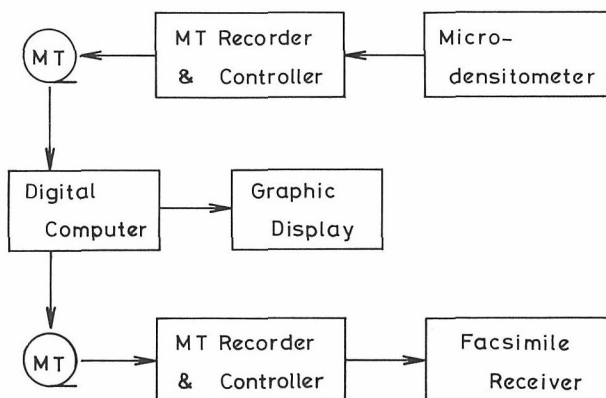 MT
MT Recorder
& Controller
Micro-
densitometer
Digital
Computer
Graphic
Display
MT
MT Recorder
& Controller
Facsimile
Receiver